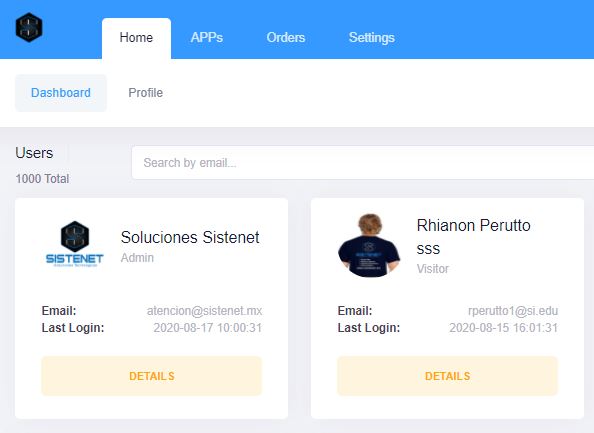 Home APPs Orders Settings
Dashboard Profile
Users
1000 Total
Search by email...
SISTENET
Soluciones Sistenet
Admin
Email: atencion@sistenet.mx
Last Login: 2020-08-17 10:00:31
DETAILS
Rhianon Perutto
sss
Visitor
Email: rperutto1@si.edu
Last Login: 2020-08-15 16:01:31
DETAILS